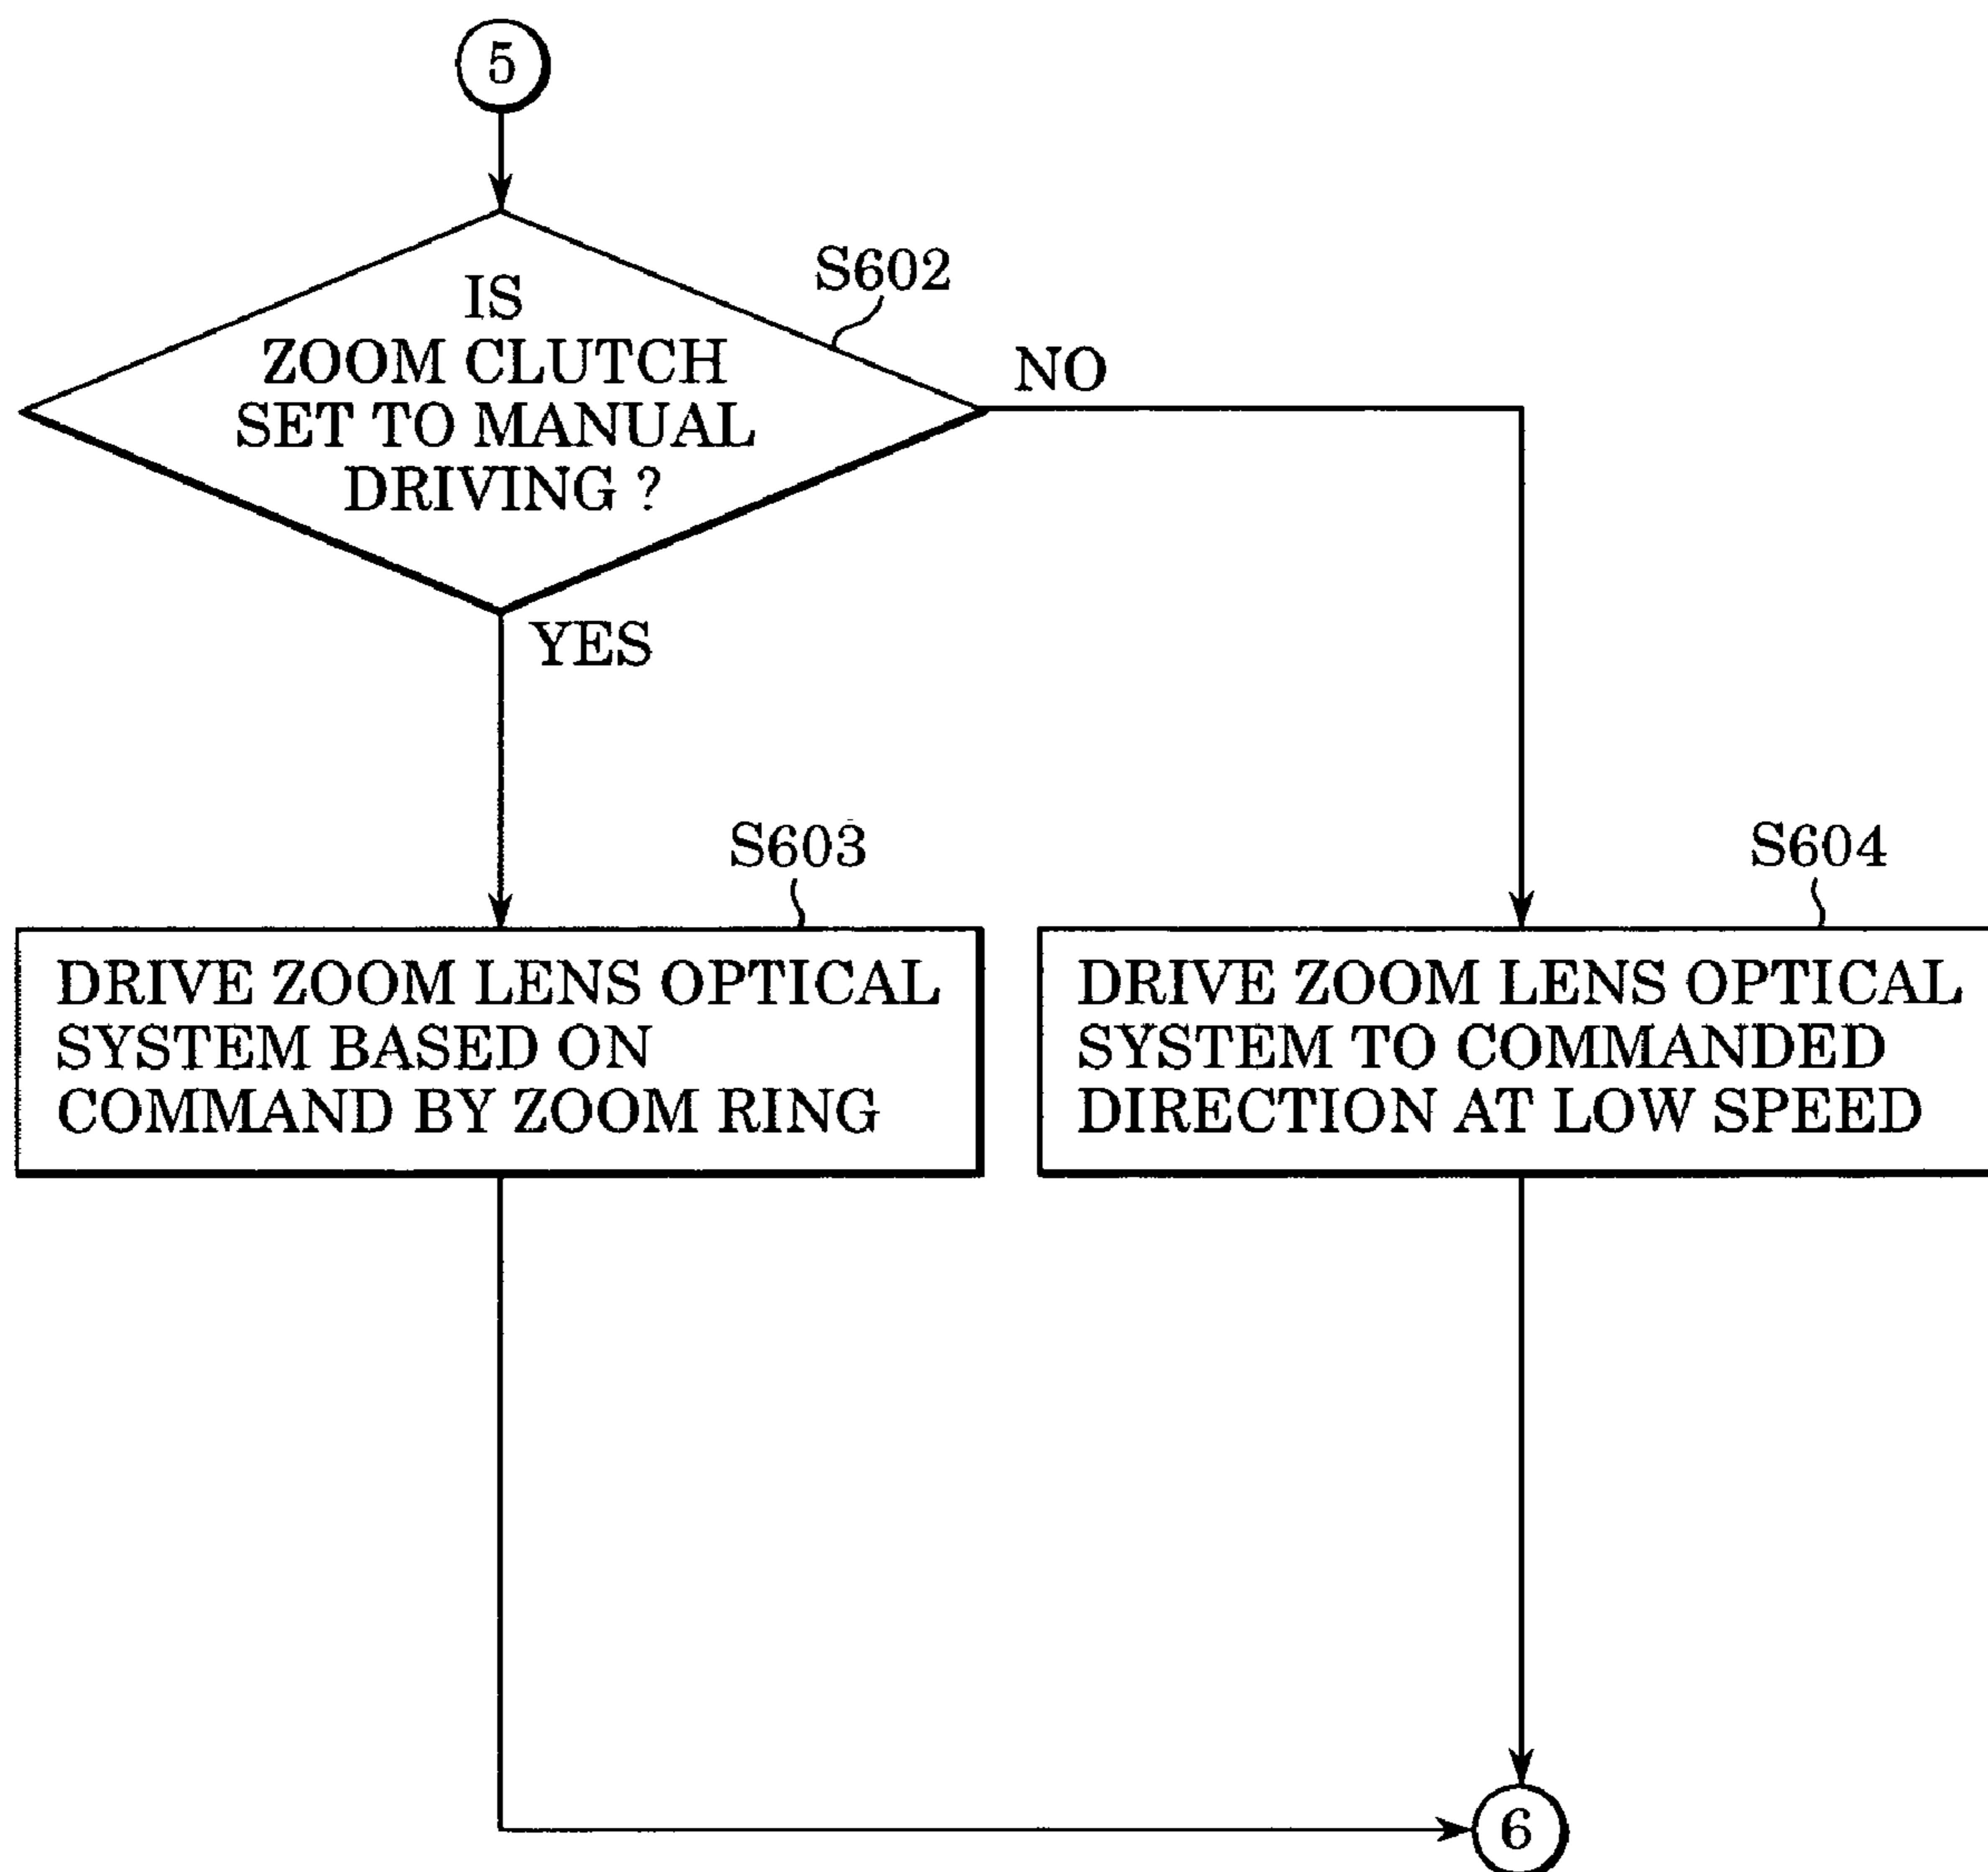 5
S602
IS
ZOOM CLUTCH
SET TO MANUAL
DRIVING ?
NO
YES
S603
DRIVE ZOOM LENS OPTICAL
SYSTEM BASED ON
COMMAND BY ZOOM RING
S604
DRIVE ZOOM LENS OPTICAL
SYSTEM TO COMMANDED
DIRECTION AT LOW SPEED
6